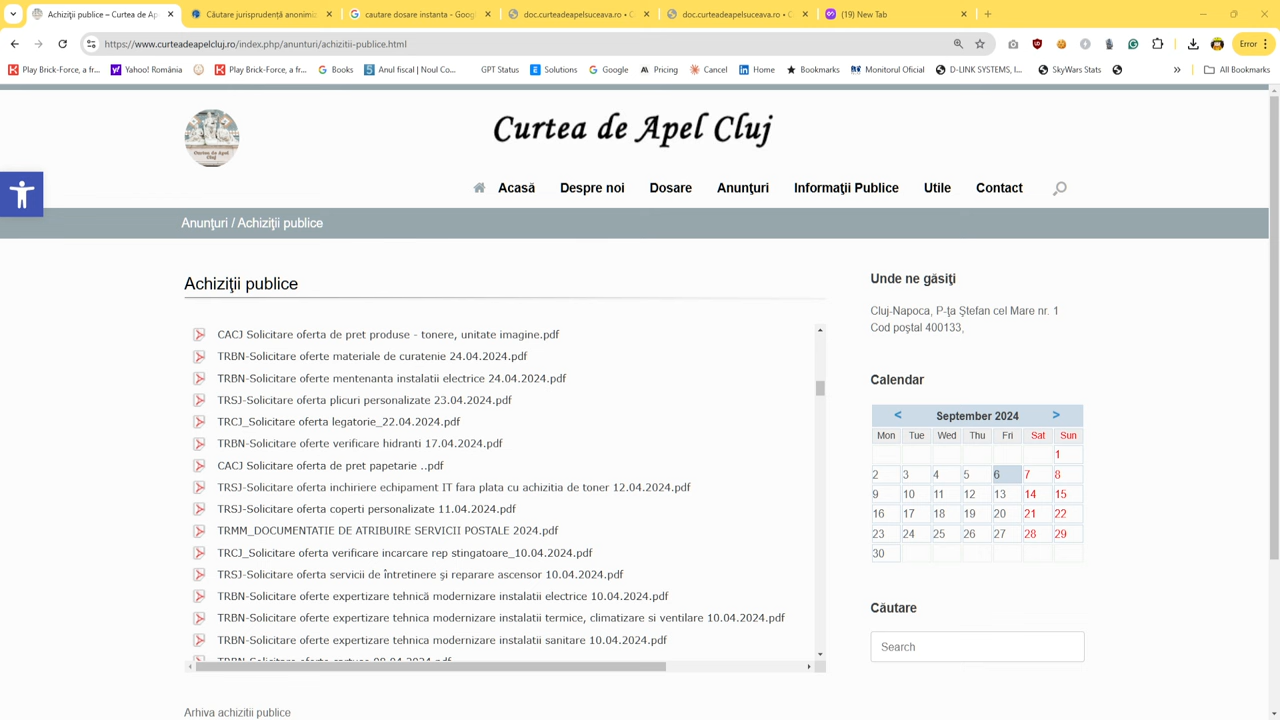 Achiziții publice – Curtea de Ap
Căutare jurisprudență anonimiz
cautare dosare instanta - Goog
doc.curteadeapelsuceava.ro
doc.curteadeapelsuceava.ro
(19) New Tab
https://www.curteadeapelcluj.ro/index.php/anunturi/achizitii-publice.html
Error
Play Brick-Force, a fr...
Yahoo! România
Play Brick-Force, a fr...
Books
Anul fiscal | Noul Co...
GPT Status
Solutions
Google
Pricing
Cancel
Home
Bookmarks
Monitorul Oficial
D-LINK SYSTEMS, I...
SkyWars Stats
All Bookmarks
Curtea de Apel Cluj
Acasă
Despre noi
Dosare
Anunţuri
Informaţii Publice
Utile
Contact
Anunţuri / Achiziţii publice
Achiziţii publice
CACJ Solicitare oferta de pret produse - tonere, unitate imagine.pdf
TRBN-Solicitare oferte materiale de curatenie 24.04.2024.pdf
TRBN-Solicitare oferte mentenanta instalatii electrice 24.04.2024.pdf
TRSJ-Solicitare oferta plicuri personalizate 23.04.2024.pdf
TRCJ_Solicitare oferta legatorie_22.04.2024.pdf
TRBN-Solicitare oferte verificare hidranti 17.04.2024.pdf
CACJ Solicitare oferta de pret papetarie ..pdf
TRSJ-Solicitare oferta inchriere echipament IT fara plata cu achizitia de toner 12.04.2024.pdf
TRSJ-Solicitare oferta coperti personalizate 11.04.2024.pdf
TRMM_DOCUMENTATIE DE ATRIBUIRE SERVICII POSTALE 2024.pdf
TRCJ_Solicitare oferta verificare incarcare rep stingatoare_10.04.2024.pdf
TRSJ-Solicitare oferta servicii de întretinere şi reparare ascensor 10.04.2024.pdf
TRBN-Solicitare oferte expertizare tehnică modernizare instalatii electrice 10.04.2024.pdf
TRBN-Solicitare oferte expertizare tehnica modernizare instalatii termice, climatizare si ventilare 10.04.2024.pdf
TRBN-Solicitare oferte expertizare tehnica modernizare instalatii sanitare 10.04.2024.pdf
TRBN-Solicitare oferte cartuse 08.04.2024.pdf
Arhiva achizitii publice
Unde ne găsiţi
Cluj-Napoca, P-ţa Ştefan cel Mare nr. 1
Cod poştal 400133,
Calendar
< September 2024 >
Mon Tue Wed Thu Fri Sat Sun
1
2 3 4 5 6 7 8
9 10 11 12 13 14 15
16 17 18 19 20 21 22
23 24 25 26 27 28 29
30
Căutare
Search